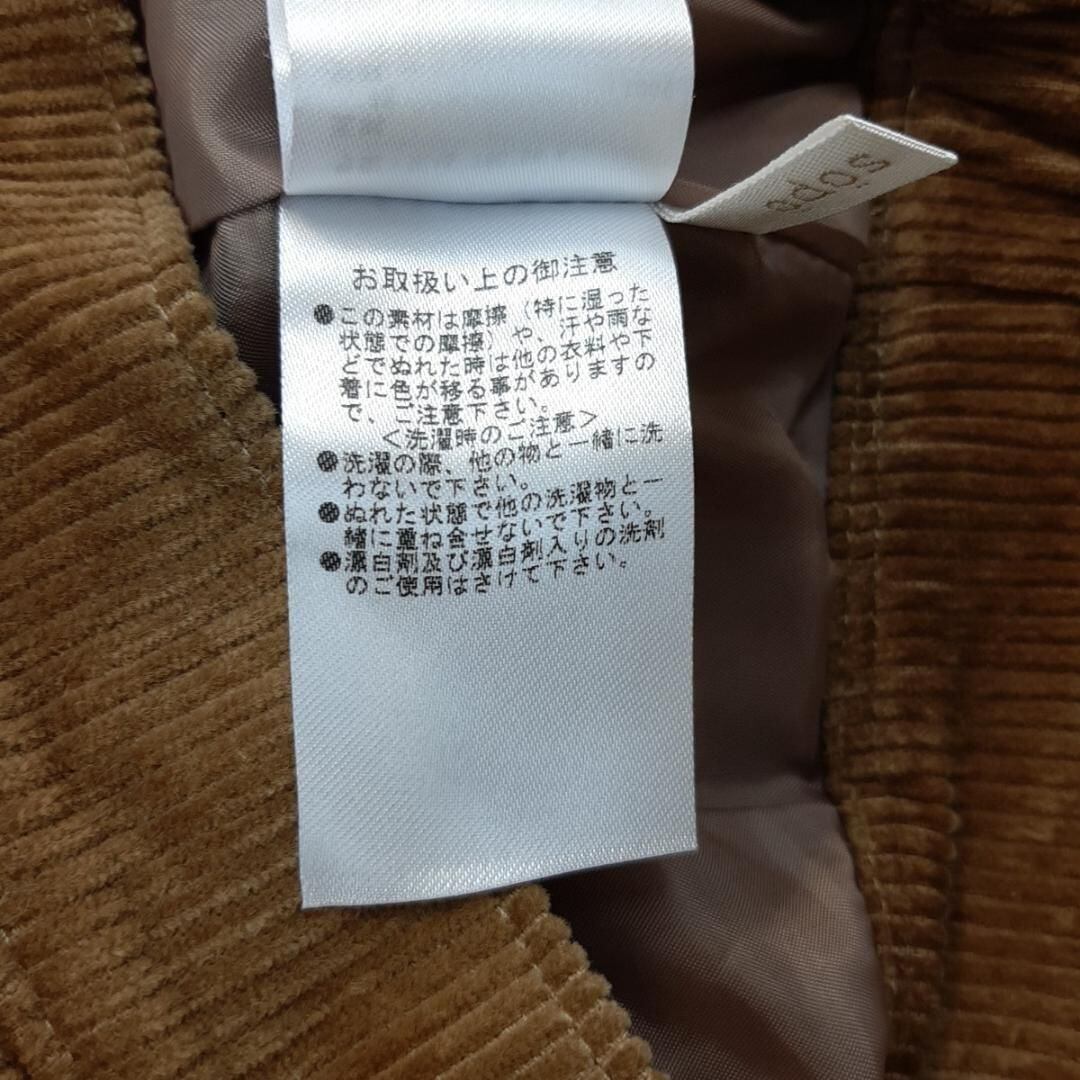 お取扱い上の御注意
●この素材は摩擦（特に湿った
状態での摩擦）や、汗や雨な
どでぬれた時は他の衣料や下
着に色が移る事がありますの
で、ご注意下さい。
＜洗濯時のご注意＞
●洗濯の際、他の物と一緒に洗
わないで下さい。
●ぬれた状態で他の洗濯物と一
緒に重ね合せないで下さい。
●漂白剤及び漂白剤入りの洗剤
のご使用はさけて下さい。